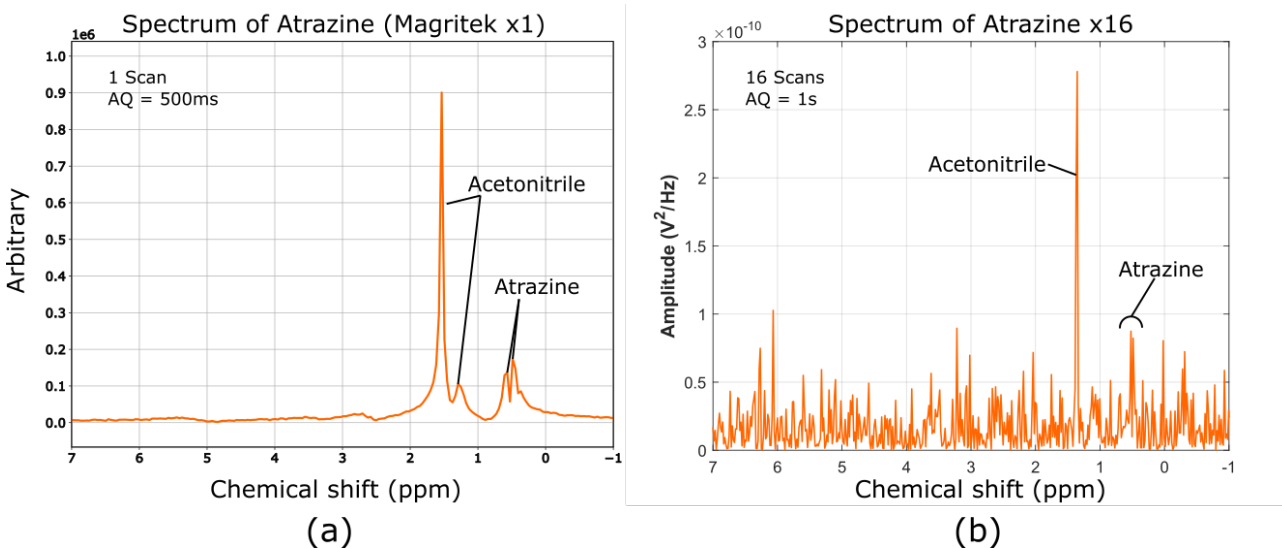 Spectrum of Atrazine (Magritek x1)
1e6
1 Scan
AQ = 500ms
Acetonitrile
Atrazine
Arbitrary
1.0
0.9
0.8
0.7
0.6
0.5
0.4
0.3
0.2
0.1
0.0
7 6 5 4 3 2 1 0 −1
Chemical shift (ppm)
(a)
Spectrum of Atrazine x16
×10⁻¹⁰
16 Scans
AQ = 1s
Acetonitrile
Atrazine
Amplitude (V²/Hz)
3
2.5
2
1.5
1
0.5
0
7 6 5 4 3 2 1 0 -1
Chemical shift (ppm)
(b)